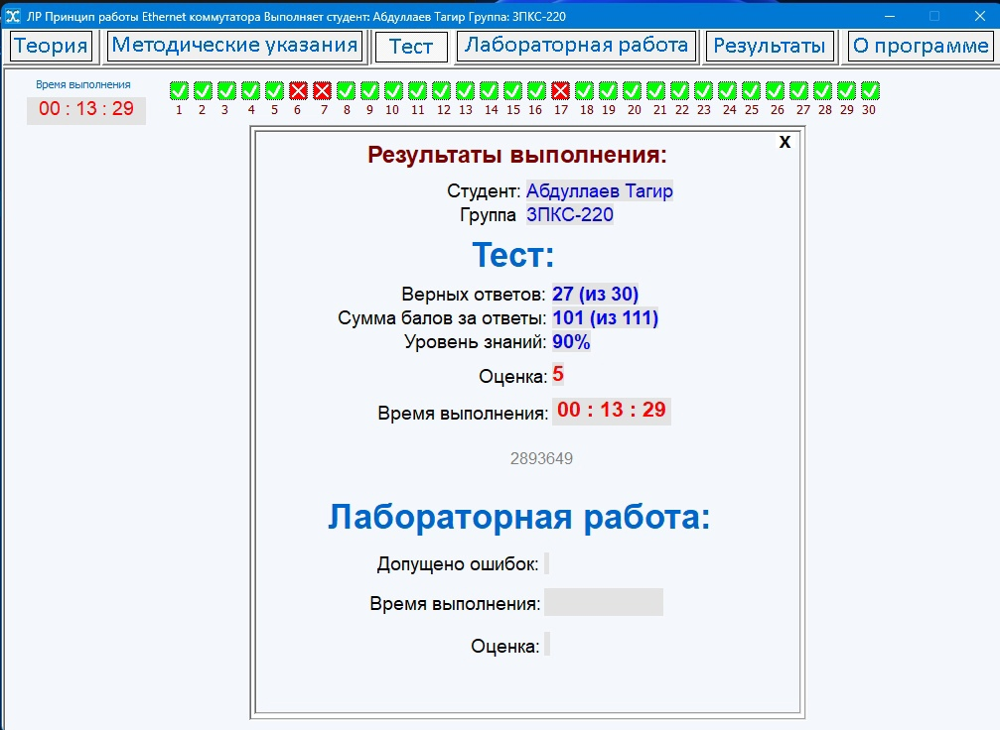 ЛР Принцип работы Ethernet коммутатора Выполняет студент: Абдуллаев Тагир Группа: ЗПКС-220
Теория Методические указания Тест Лабораторная работа Результаты О программе
Время выполнения
00 : 13 : 29
1 2 3 4 5 6 7 8 9 10 11 12 13 14 15 16 17 18 19 20 21 22 23 24 25 26 27 28 29 30
X
Результаты выполнения:
Студент: Абдуллаев Тагир
Группа ЗПКС-220
Тест:
Верных ответов: 27 (из 30)
Сумма балов за ответы: 101 (из 111)
Уровень знаний: 90%
Оценка: 5
Время выполнения: 00 : 13 : 29
2893649
Лабораторная работа:
Допущено ошибок:
Время выполнения:
Оценка: